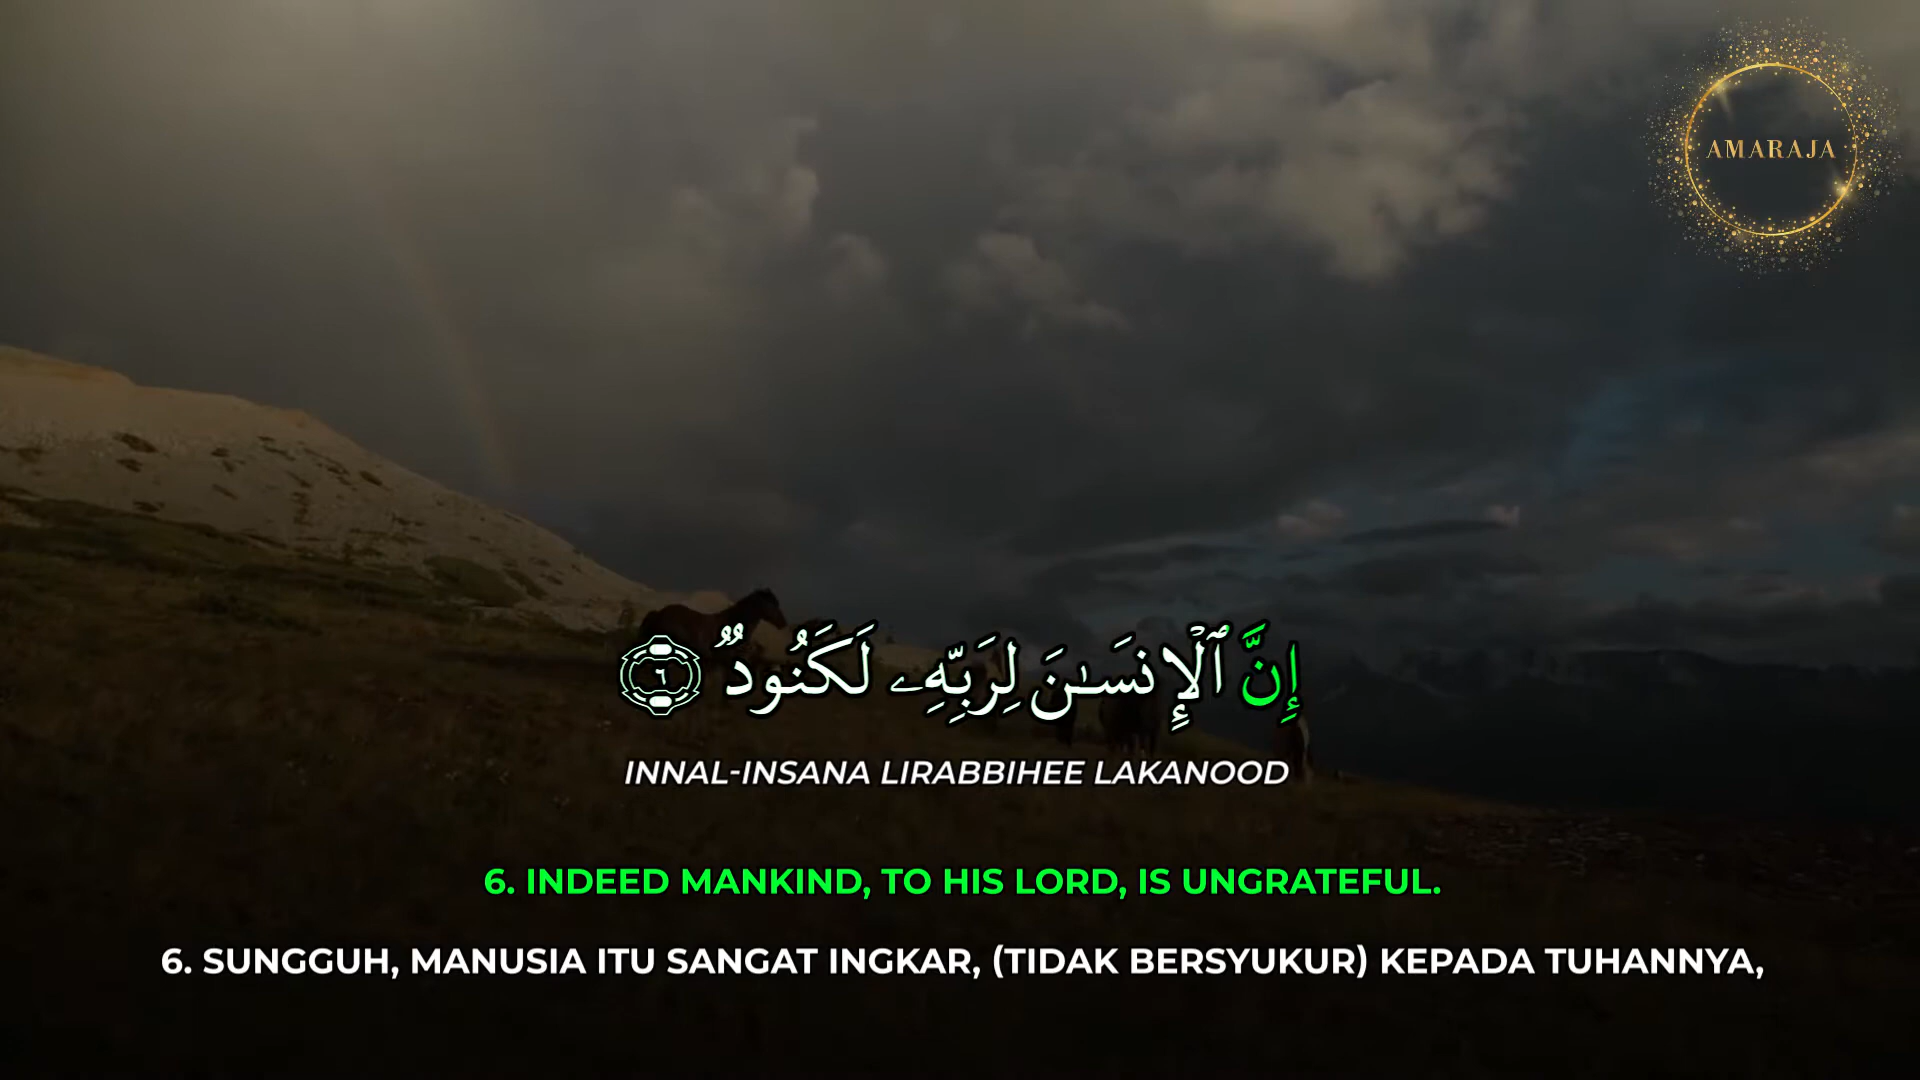 AMARAJA
إِنَّ ٱلْإِنسَـٰنَ لِرَبِّهِۦ لَكَنُودٌۭ ٦
INNAL-INSANA LIRABBIHEE LAKANOOD
6. INDEED MANKIND, TO HIS LORD, IS UNGRATEFUL.
6. SUNGGUH, MANUSIA ITU SANGAT INGKAR, (TIDAK BERSYUKUR) KEPADA TUHANNYA,